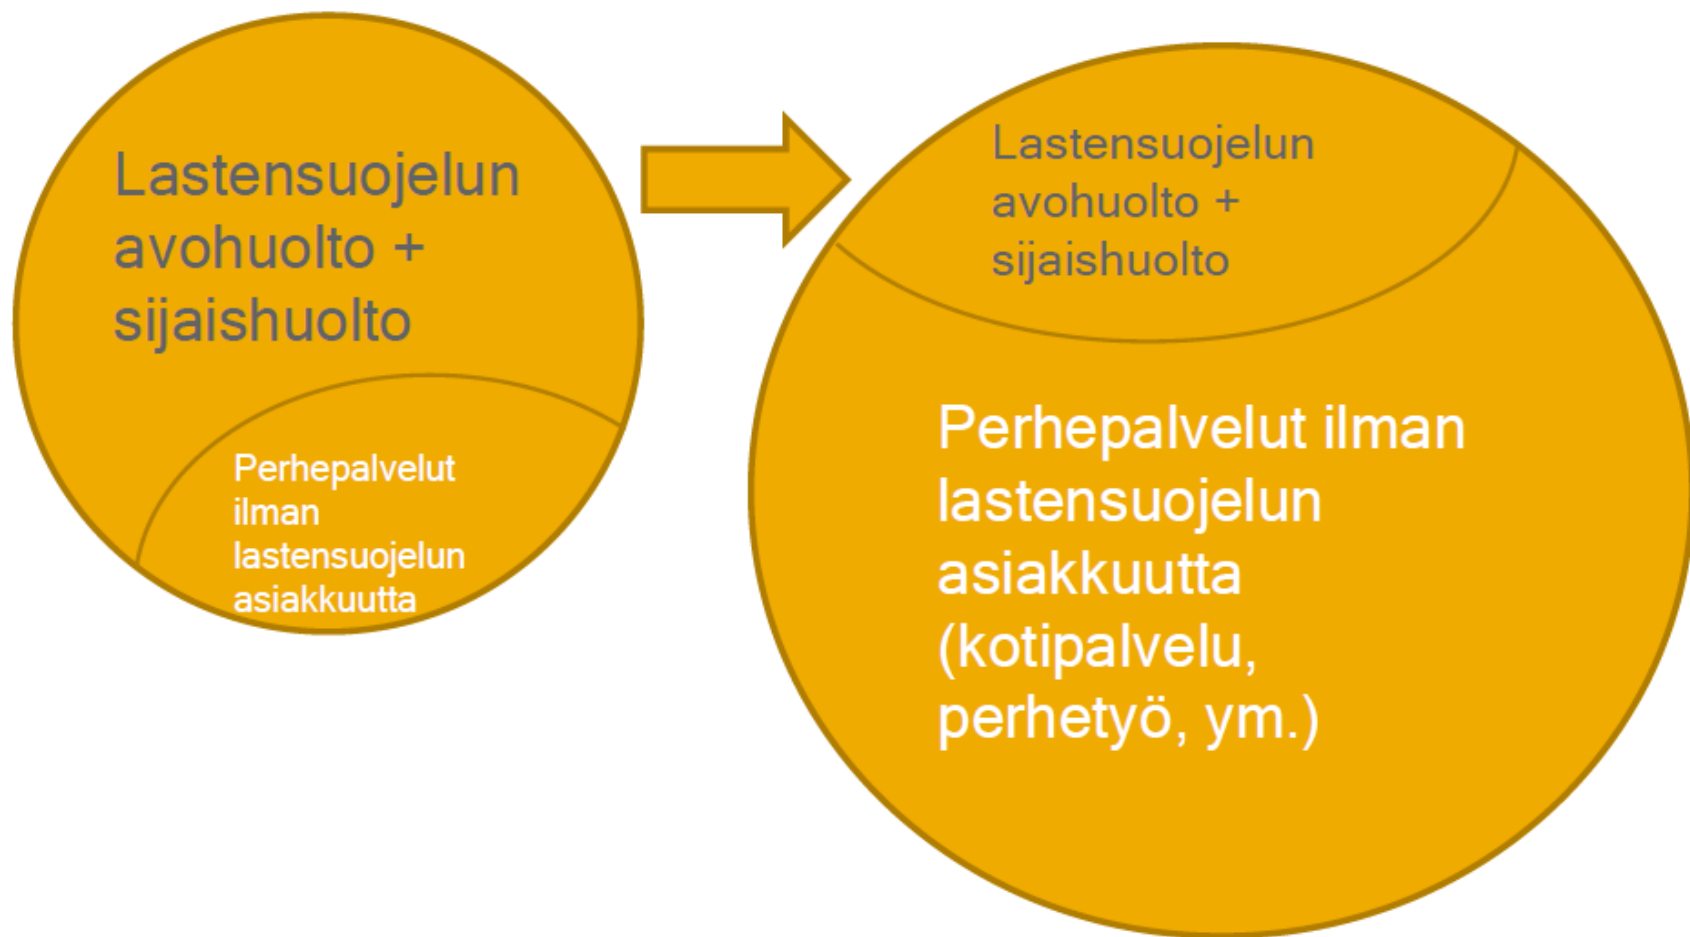 Lastensuojelun
avohuolto +
sijaishuolto
Perhepalvelut
ilman
lastensuojelun
asiakkuutta
Lastensuojelun
avohuolto +
sijaishuolto
Perhepalvelut ilman
lastensuojelun
asiakkuutta
(kotipalvelu,
perhetyö, ym.)